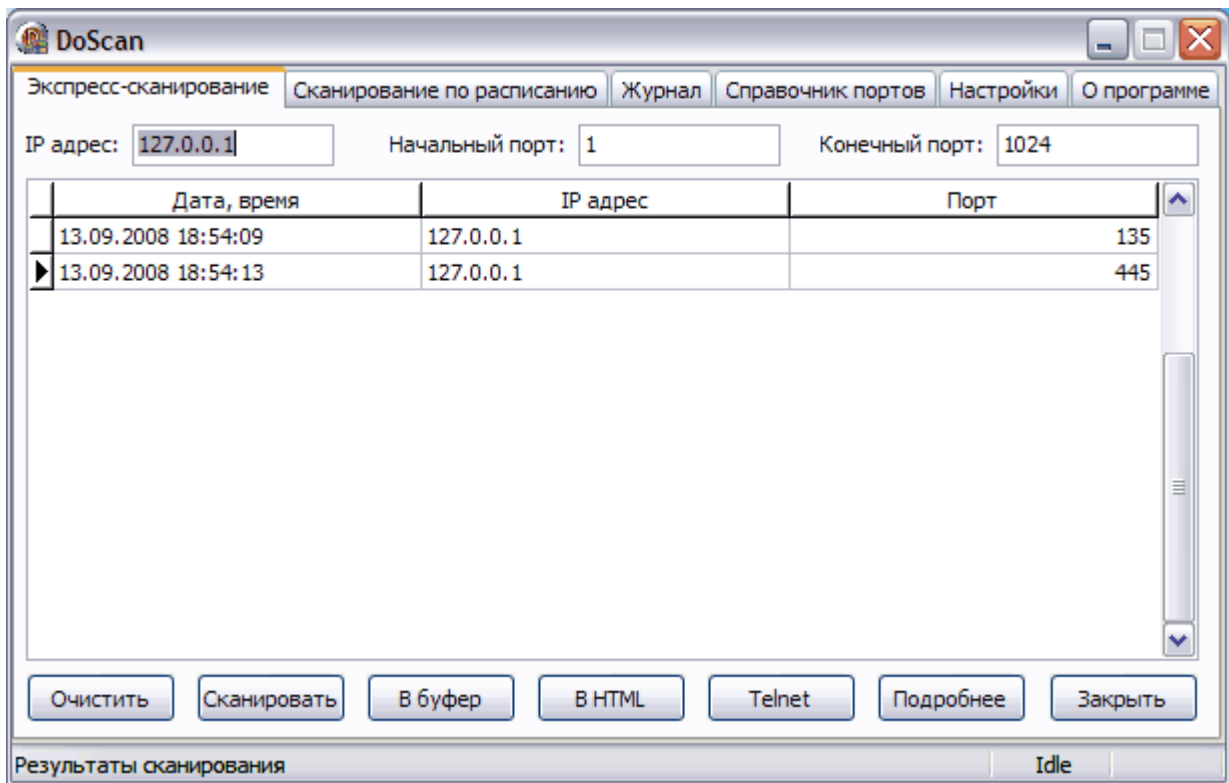 DoScan
Экспресс-сканирование Сканирование по расписанию Журнал Справочник портов Настройки О программе
IP адрес: 127.0.0.1 Начальный порт: 1 Конечный порт: 1024
Дата, время IP адрес Порт
13.09.2008 18:54:09 127.0.0.1 135
13.09.2008 18:54:13 127.0.0.1 445
Очистить Сканировать В буфер В HTML Telnet Подробнее Закрыть
Результаты сканирования Idle